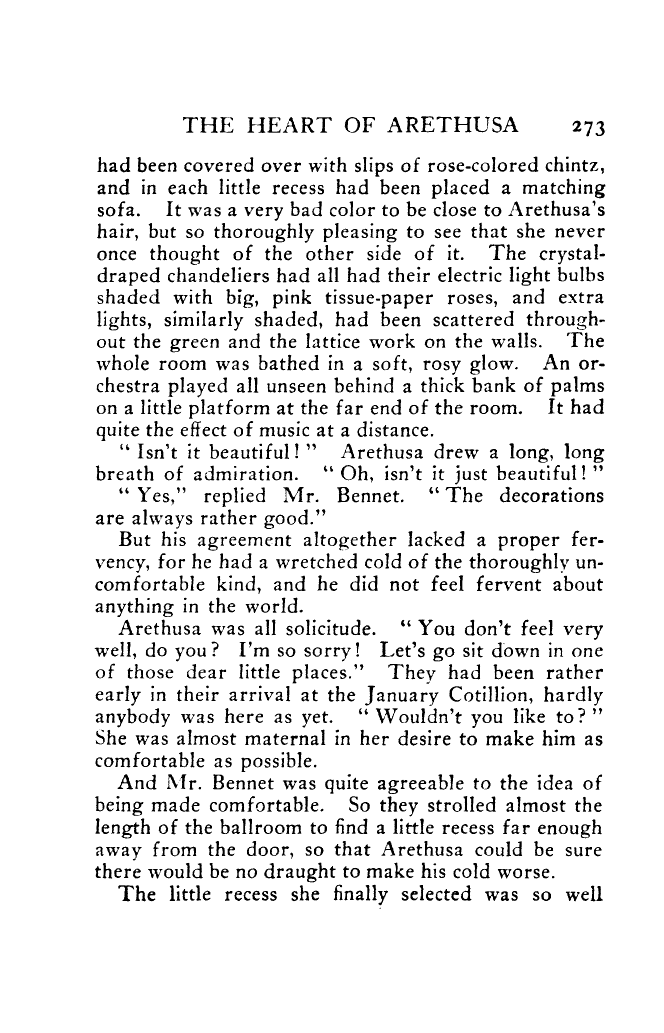 THE HEART OF ARETHUSA 273
had been covered over with slips of rose-colored chintz,
and in each little recess had been placed a matching
sofa. It was a very bad color to be close to Arethusa's
hair, but so thoroughly pleasing to see that she never
once thought of the other side of it. The crystal-
draped chandeliers had all had their electric light bulbs
shaded with big, pink tissue-paper roses, and extra
lights, similarly shaded, had been scattered through-
out the green and the lattice work on the walls. The
whole room was bathed in a soft, rosy glow. An or-
chestra played all unseen behind a thick bank of palms
on a little platform at the far end of the room. It had
quite the effect of music at a distance.
“ Isn't it beautiful! ” Arethusa drew a long, long
breath of admiration. “ Oh, isn't it just beautiful! ”
“ Yes,” replied Mr. Bennet. “ The decorations
are always rather good.”
But his agreement altogether lacked a proper fer-
vency, for he had a wretched cold of the thoroughly un-
comfortable kind, and he did not feel fervent about
anything in the world.
Arethusa was all solicitude. “ You don't feel very
well, do you? I'm so sorry! Let's go sit down in one
of those dear little places.” They had been rather
early in their arrival at the January Cotillion, hardly
anybody was here as yet. “ Wouldn't you like to? ”
She was almost maternal in her desire to make him as
comfortable as possible.
And Mr. Bennet was quite agreeable to the idea of
being made comfortable. So they strolled almost the
length of the ballroom to find a little recess far enough
away from the door, so that Arethusa could be sure
there would be no draught to make his cold worse.
The little recess she finally selected was so well